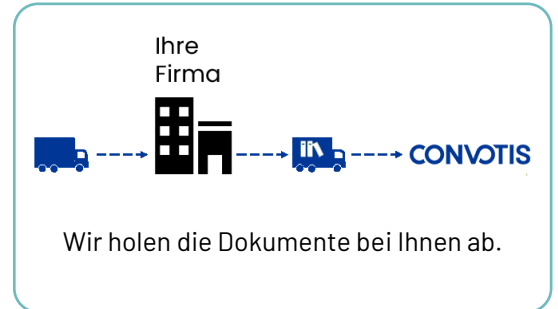 Ihre
Firma
CONVOTIS
Wir holen die Dokumente bei Ihnen ab.